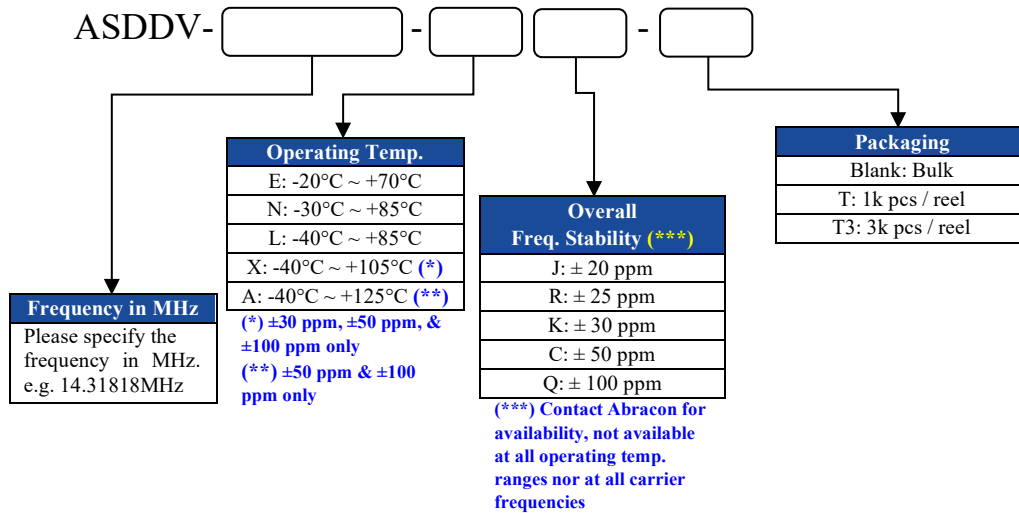 ASDDV- - -
Frequency in MHz
Please specify the
frequency in MHz.
e.g. 14.31818MHz
Operating Temp.
E: -20°C ~ +70°C
N: -30°C ~ +85°C
L: -40°C ~ +85°C
X: -40°C ~ +105°C (*)
A: -40°C ~ +125°C (**)
(*) ±30 ppm, ±50 ppm, &
±100 ppm only
(**) ±50 ppm & ±100
ppm only
Overall
Freq. Stability (***)
J: ± 20 ppm
R: ± 25 ppm
K: ± 30 ppm
C: ± 50 ppm
Q: ± 100 ppm
(***) Contact Abracon for
availability, not available
at all operating temp.
ranges nor at all carrier
frequencies
Packaging
Blank: Bulk
T: 1k pcs / reel
T3: 3k pcs / reel